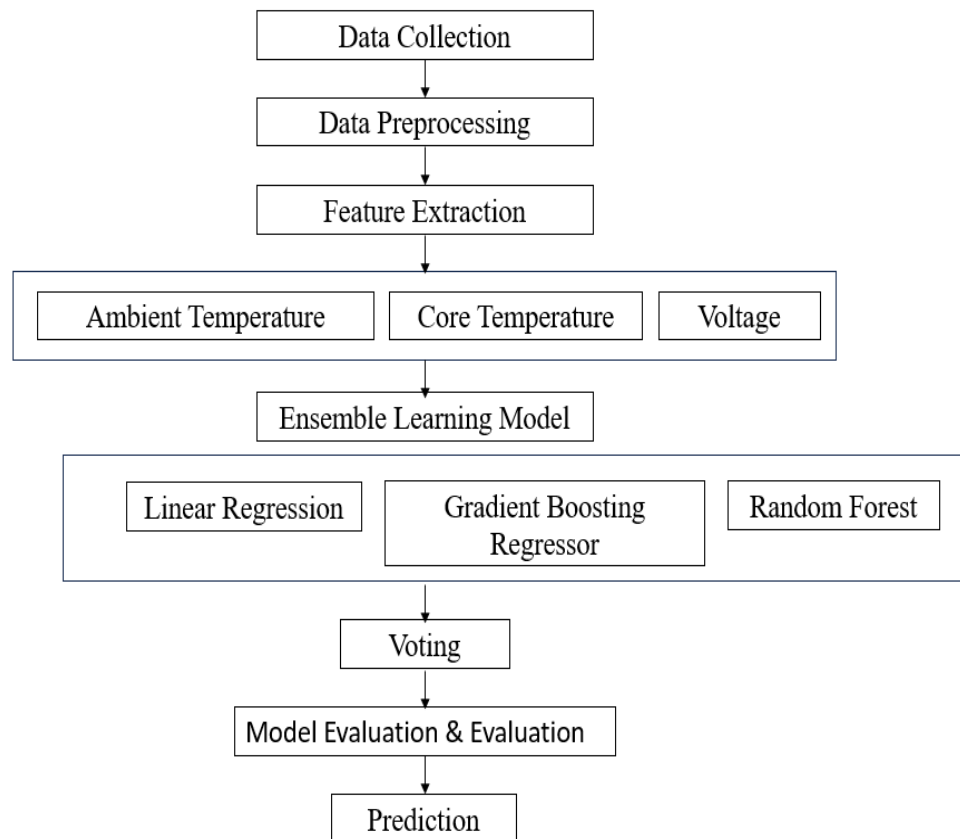 Data Collection
Data Preprocessing
Feature Extraction
Ambient Temperature
Core Temperature
Voltage
Ensemble Learning Model
Linear Regression
Gradient Boosting
Regressor
Random Forest
Voting
Model Evaluation & Evaluation
Prediction